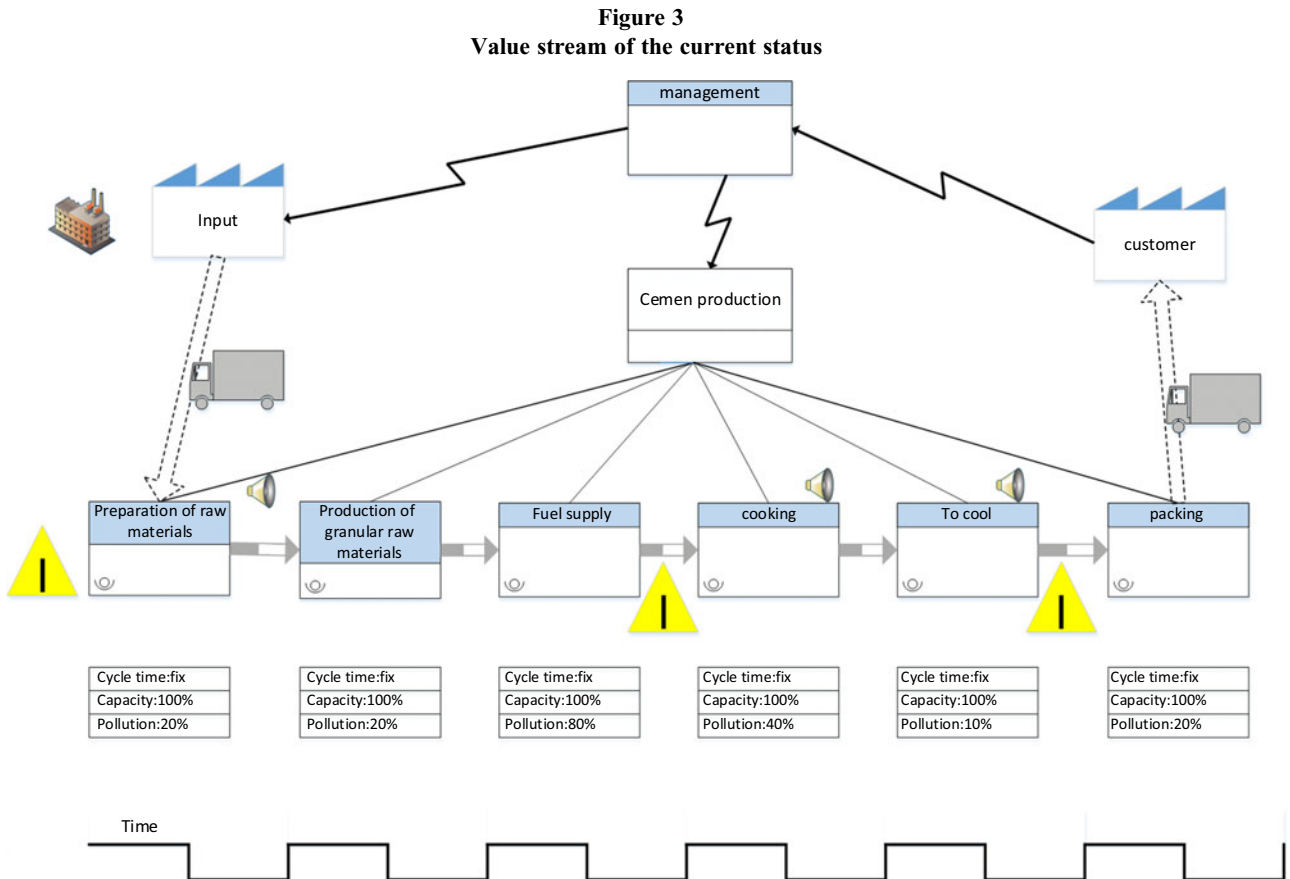 Figure 3
Value stream of the current status
management
Input
customer
Cemen production
Preparation of raw
materials
Production of
granular raw
materials
Fuel supply
cooking
To cool
packing
I
I
I
Cycle time:fix
Capacity:100%
Pollution:20%
Cycle time:fix
Capacity:100%
Pollution:20%
Cycle time:fix
Capacity:100%
Pollution:80%
Cycle time:fix
Capacity:100%
Pollution:40%
Cycle time:fix
Capacity:100%
Pollution:10%
Cycle time:fix
Capacity:100%
Pollution:20%
Time